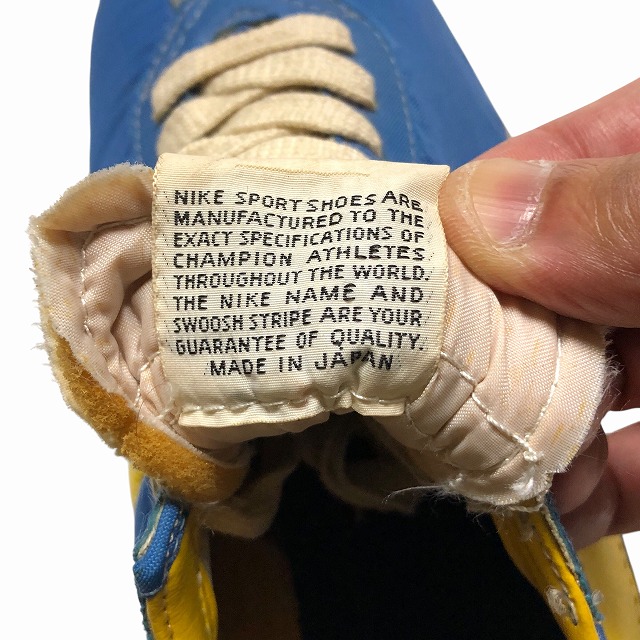 NIKE SPORT SHOES ARE
MANUFACTURED TO THE
EXACT SPECIFICATIONS OF
CHAMPION ATHLETES
THROUGHOUT THE WORLD.
THE NIKE NAME AND
SWOOSH STRIPE ARE YOUR
GUARANTEE OF QUALITY.
MADE IN JAPAN